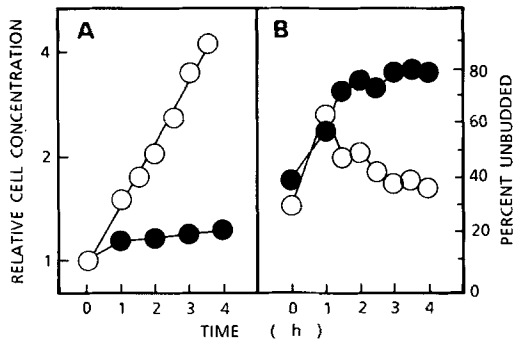 A
B
RELATIVE CELL CONCENTRATION
4
2
1
80
60
40
20
0
PERCENT UNBUDDED
0 1 2 3 4
0 1 2 3 4
TIME ( h )